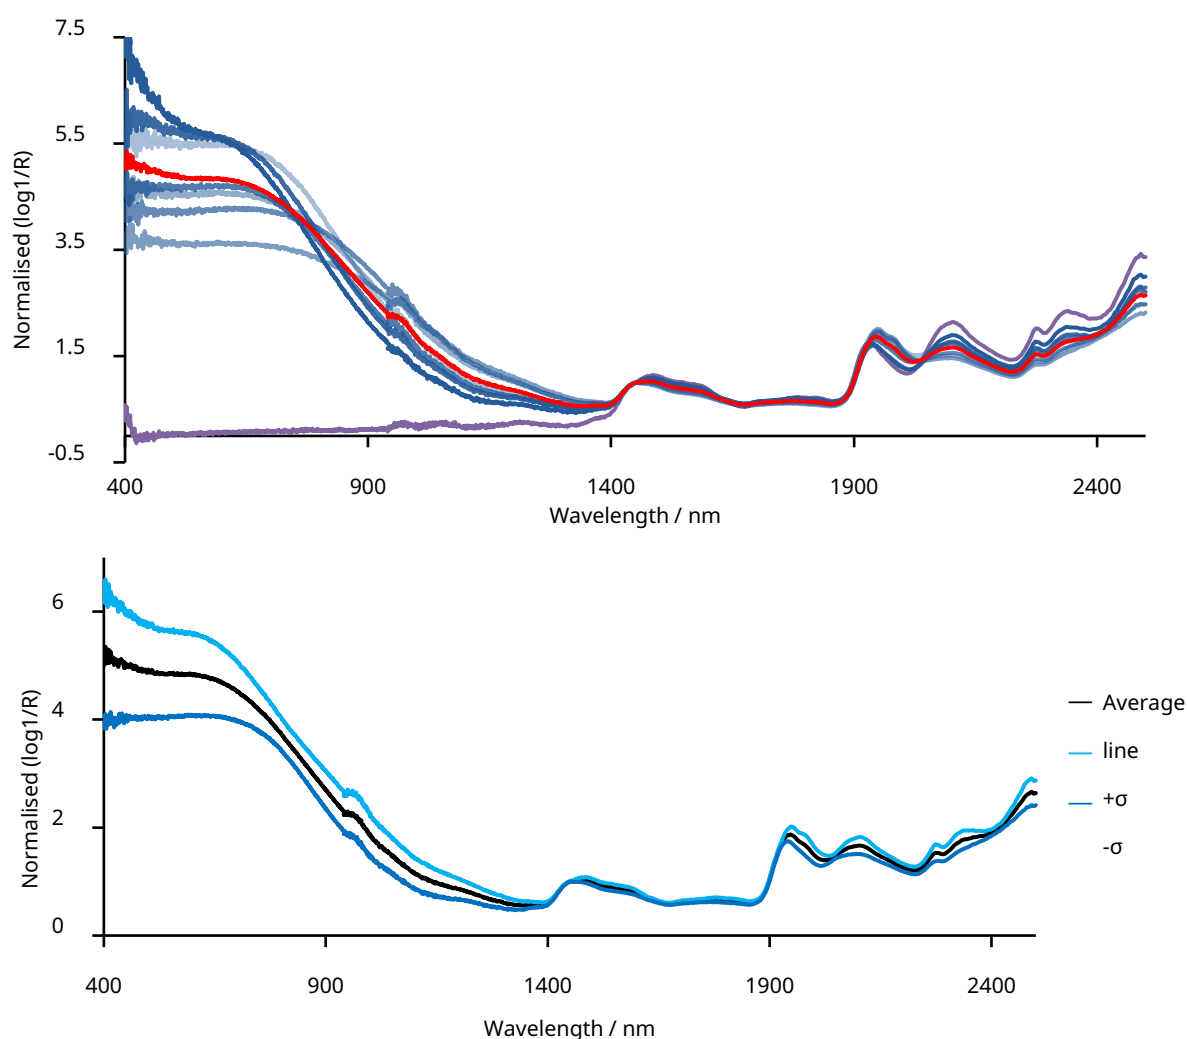 7.5
5.5
3.5
1.5
-0.5
Normalised (log1/R)
400 900 1400 1900 2400
Wavelength / nm
6
4
2
0
Normalised (log1/R)
Average
line
+σ
-σ
400 900 1400 1900 2400
Wavelength / nm